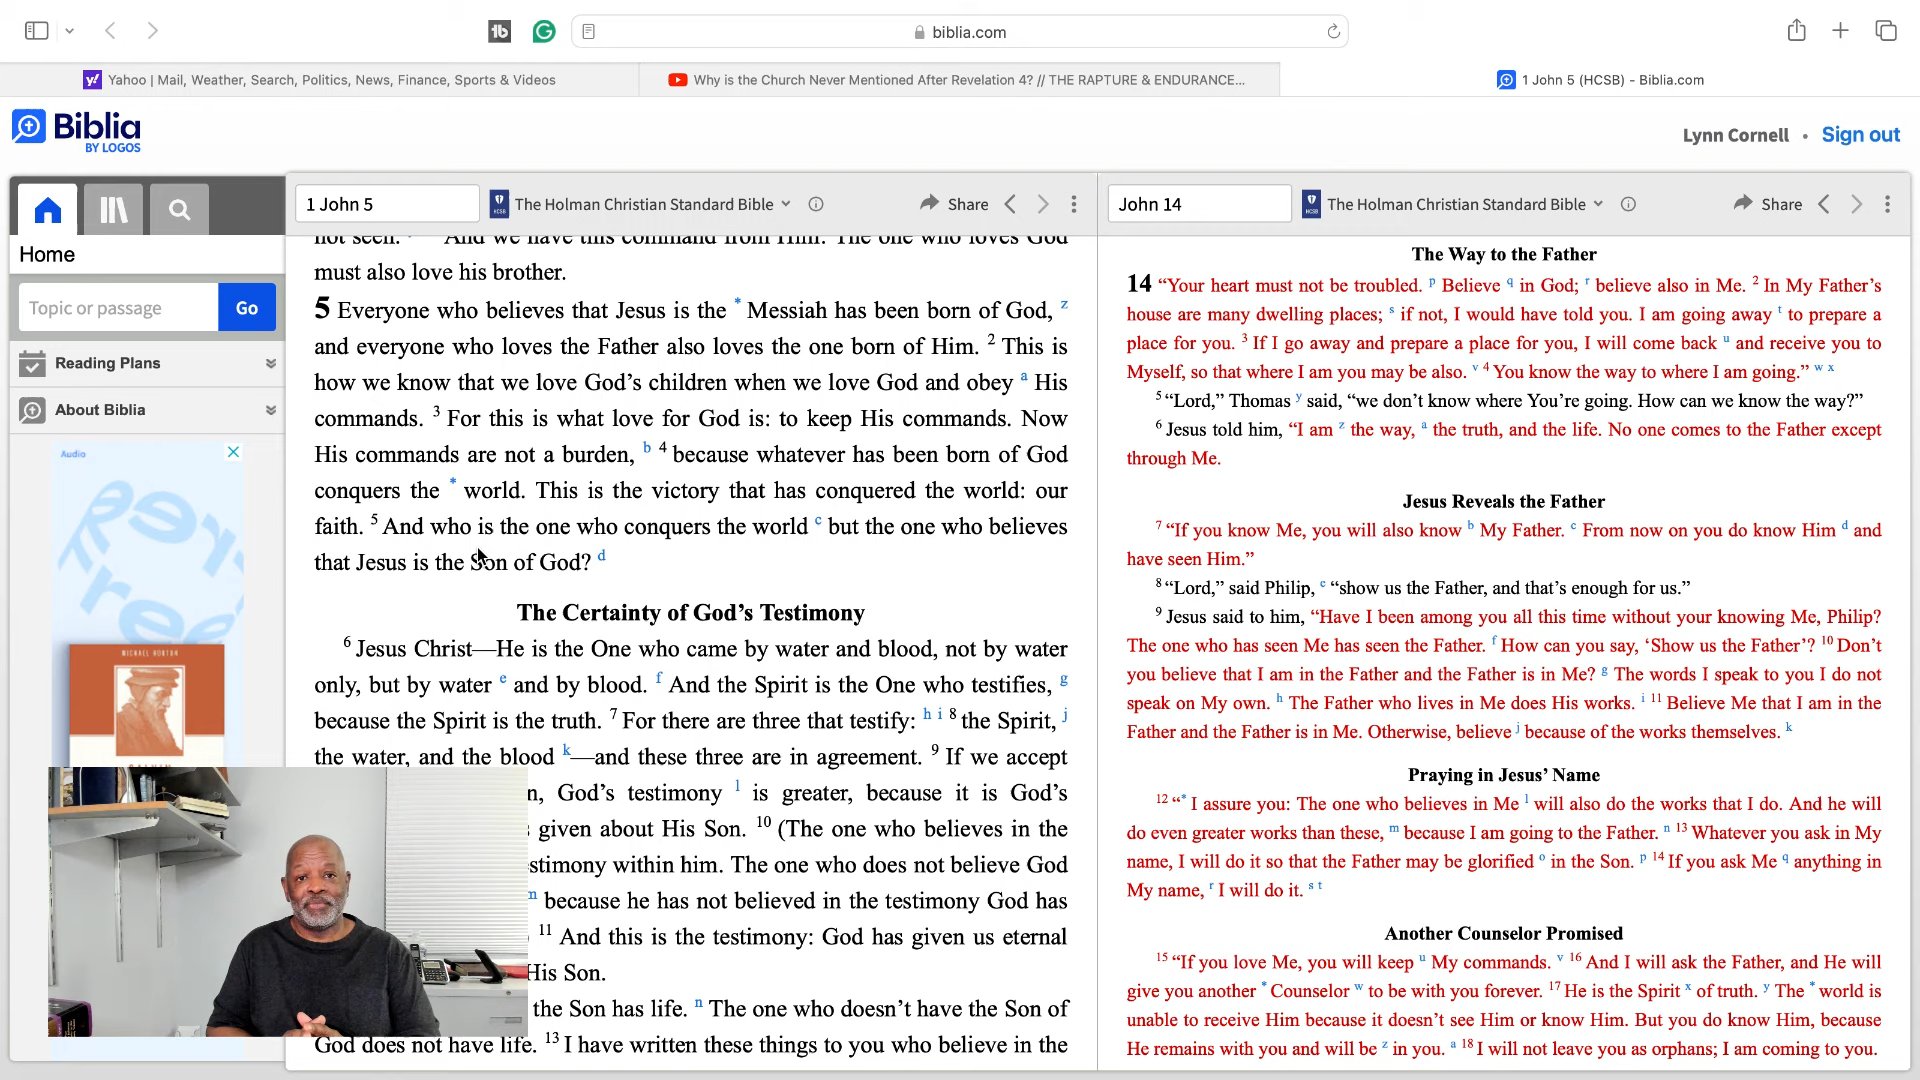 biblia.com
Yahoo | Mail, Weather, Search, Politics, News, Finance, Sports & Videos
Why is the Church Never Mentioned After Revelation 4? // THE RAPTURE & ENDURANCE...
1 John 5 (HCSB) - Biblia.com
Biblia
BY LOGOS
Lynn Cornell • Sign out
Home
Topic or passage
Go
Reading Plans
About Biblia
Audio
MICHAEL HORTON
1 John 5
HCSB
The Holman Christian Standard Bible
Share
must also love his brother.
5 Everyone who believes that Jesus is the * Messiah has been born of God, z
and everyone who loves the Father also loves the one born of Him. 2 This is
how we know that we love God’s children when we love God and obey a His
commands. 3 For this is what love for God is: to keep His commands. Now
His commands are not a burden, b 4 because whatever has been born of God
conquers the * world. This is the victory that has conquered the world: our
faith. 5 And who is the one who conquers the world c but the one who believes
that Jesus is the Son of God? d
The Certainty of God’s Testimony
6 Jesus Christ—He is the One who came by water and blood, not by water
only, but by water e and by blood. f And the Spirit is the One who testifies, g
because the Spirit is the truth. 7 For there are three that testify: h i 8 the Spirit, j
the water, and the blood k—and these three are in agreement. 9 If we accept
n, God’s testimony l is greater, because it is God’s
given about His Son. 10 (The one who believes in the
stimony within him. The one who does not believe God
m because he has not believed in the testimony God has
11 And this is the testimony: God has given us eternal
His Son.
the Son has life. n The one who doesn’t have the Son of
God does not have life. 13 I have written these things to you who believe in the
John 14
HCSB
The Holman Christian Standard Bible
Share
The Way to the Father
14 “Your heart must not be troubled. p Believe q in God; r believe also in Me. 2 In My Father’s
house are many dwelling places; s if not, I would have told you. I am going away t to prepare a
place for you. 3 If I go away and prepare a place for you, I will come back u and receive you to
Myself, so that where I am you may be also. v 4 You know the way to where I am going.” w x
5 “Lord,” Thomas y said, “we don’t know where You’re going. How can we know the way?”
6 Jesus told him, “I am z the way, a the truth, and the life. No one comes to the Father except
through Me.
Jesus Reveals the Father
7 “If you know Me, you will also know b My Father. c From now on you do know Him d and
have seen Him.”
8 “Lord,” said Philip, e “show us the Father, and that’s enough for us.”
9 Jesus said to him, “Have I been among you all this time without your knowing Me, Philip?
The one who has seen Me has seen the Father. f How can you say, ‘Show us the Father’? 10 Don’t
you believe that I am in the Father and the Father is in Me? g The words I speak to you I do not
speak on My own. h The Father who lives in Me does His works. i 11 Believe Me that I am in the
Father and the Father is in Me. Otherwise, believe j because of the works themselves. k
Praying in Jesus’ Name
12 “* I assure you: The one who believes in Me l will also do the works that I do. And he will
do even greater works than these, m because I am going to the Father. n 13 Whatever you ask in My
name, I will do it so that the Father may be glorified o in the Son. p 14 If you ask Me q anything in
My name, r I will do it. s t
Another Counselor Promised
15 “If you love Me, you will keep u My commands. v 16 And I will ask the Father, and He will
give you another * Counselor w to be with you forever. 17 He is the Spirit x of truth. y The * world is
unable to receive Him because it doesn’t see Him or know Him. But you do know Him, because
He remains with you and will be z in you. a 18 I will not leave you as orphans; I am coming to you.